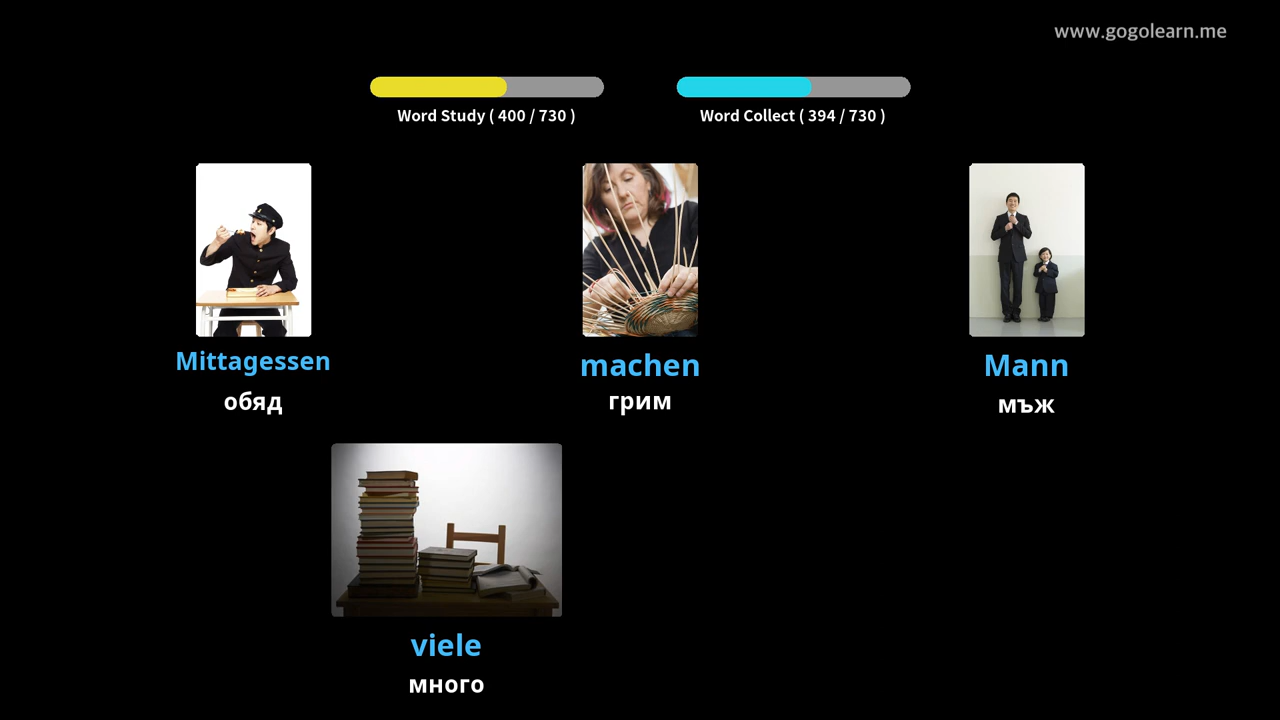 www.gogolearn.me
Word Study ( 400 / 730 )
Word Collect ( 394 / 730 )
Mittagessen
обяд
machen
грим
Mann
мъж
viele
много